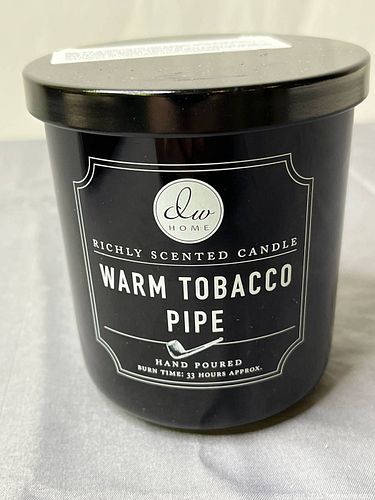 dw
HOME
RICHLY SCENTED CANDLE
WARM TOBACCO
PIPE
HAND POURED
BURN TIME: 33 HOURS APPROX.